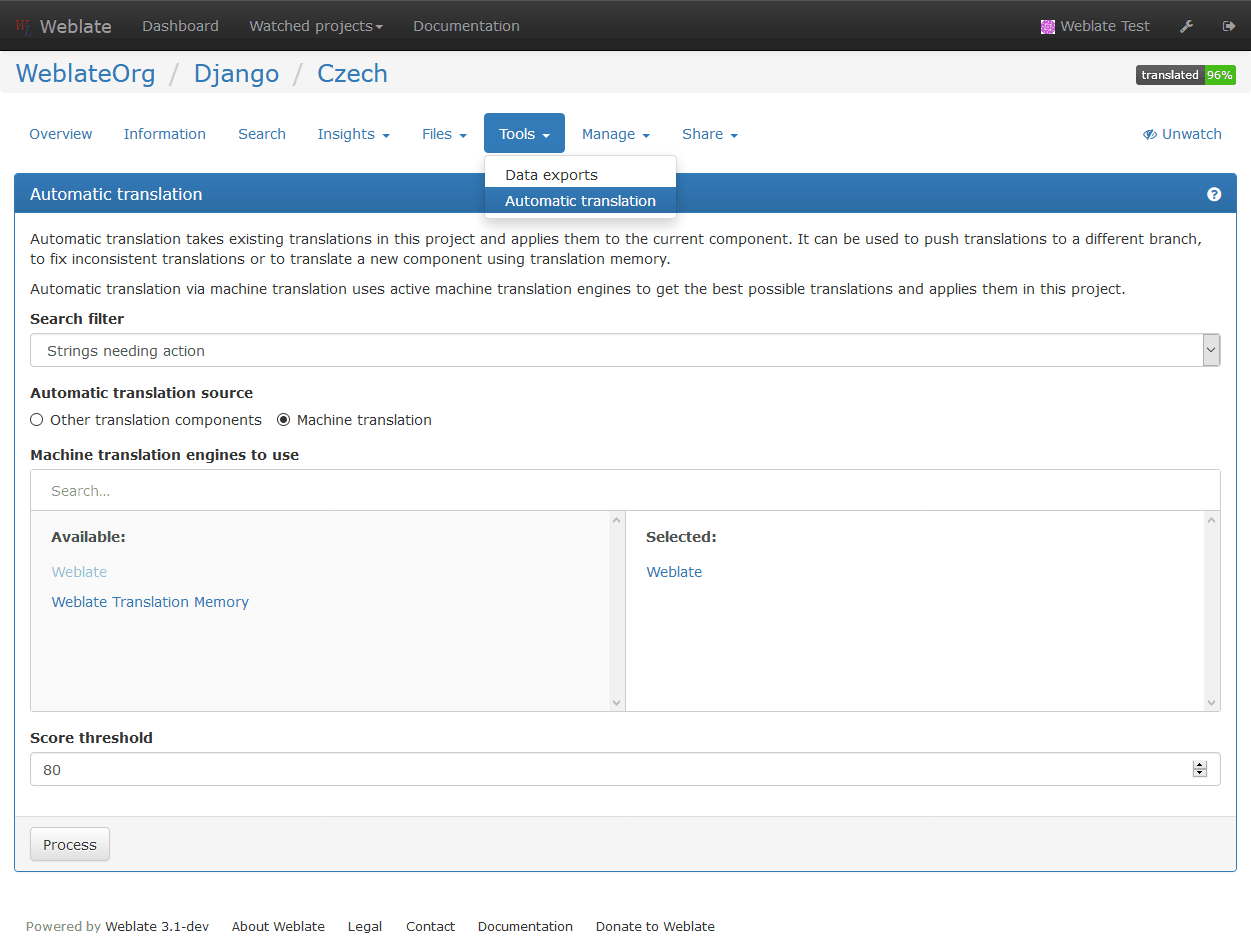 Weblate Dashboard Watched projects Documentation Weblate Test
WeblateOrg / Django / Czech translated 96%
Overview Information Search Insights Files Tools Manage Share Unwatch
Data exports
Automatic translation
Automatic translation
Automatic translation takes existing translations in this project and applies them to the current component. It can be used to push translations to a different branch,
to fix inconsistent translations or to translate a new component using translation memory.
Automatic translation via machine translation uses active machine translation engines to get the best possible translations and applies them in this project.
Search filter
Strings needing action
Automatic translation source
Other translation components Machine translation
Machine translation engines to use
Search...
Available:
Weblate
Weblate Translation Memory
Selected:
Weblate
Score threshold
80
Process
Powered by Weblate 3.1-dev About Weblate Legal Contact Documentation Donate to Weblate